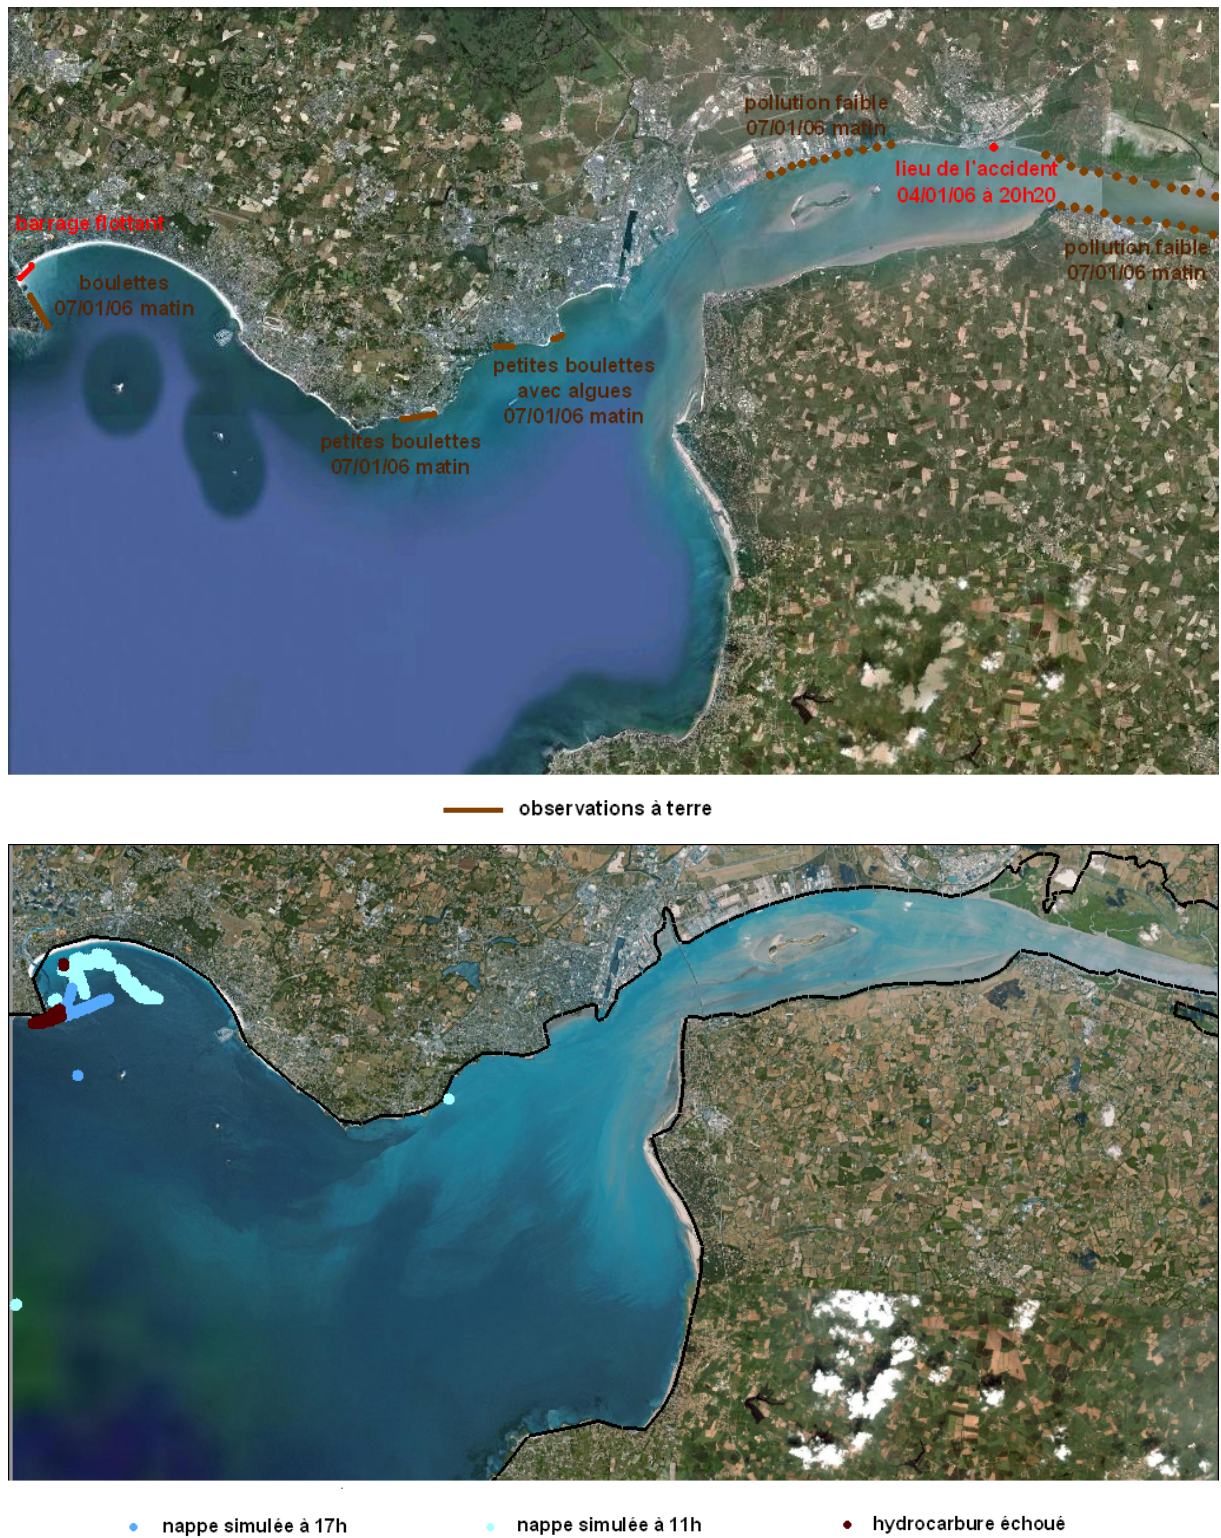 pollution faible
07/01/06 matin
lieu de l'accident
04/01/06 à 20h20
barrage flottant
pollution faible
07/01/06 matin
boulettes
07/01/06 matin
petites boulettes
avec algues
07/01/06 matin
petites boulettes
07/01/06 matin
observations à terre
nappe simulée à 17h
nappe simulée à 11h
hydrocarbure échoué